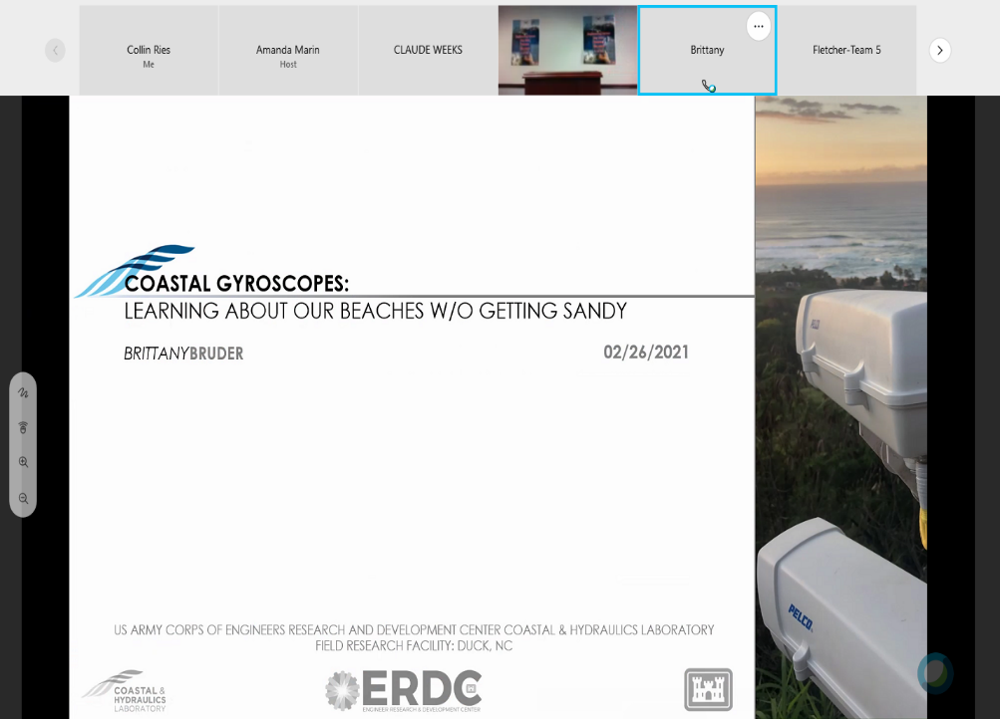 Collin Ries
Me
Amanda Marin
Host
CLAUDE WEEKS
Brittany
Fletcher-Team 5
COASTAL GYROSCOPES:
LEARNING ABOUT OUR BEACHES W/O GETTING SANDY
BRITTANYBRUDER
02/26/2021
PELCO
US ARMY CORPS OF ENGINEERS RESEARCH AND DEVELOPMENT CENTER COASTAL & HYDRAULICS LABORATORY
FIELD RESEARCH FACILITY: DUCK, NC
COASTAL &
HYDRAULICS
LABORATORY
ERDC
ENGINEER RESEARCH & DEVELOPMENT CENTER